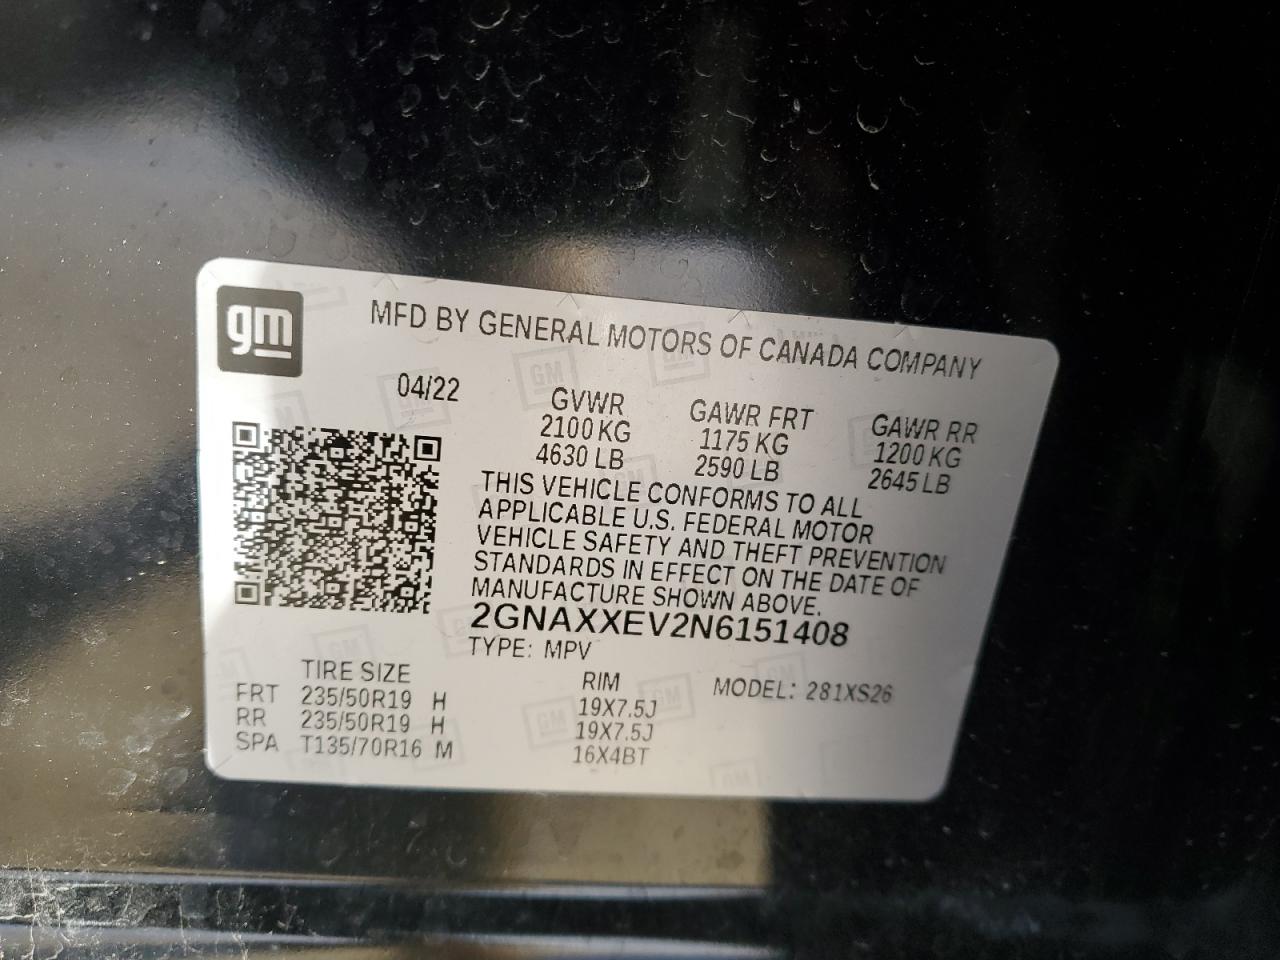 gm
MFD BY GENERAL MOTORS OF CANADA COMPANY
04/22
GVWR GAWR FRT GAWR RR
2100 KG 1175 KG 1200 KG
4630 LB 2590 LB 2645 LB
THIS VEHICLE CONFORMS TO ALL
APPLICABLE U.S. FEDERAL MOTOR
VEHICLE SAFETY AND THEFT PREVENTION
STANDARDS IN EFFECT ON THE DATE OF
MANUFACTURE SHOWN ABOVE.
2GNAXXEV2N6151408
TYPE: MPV
TIRE SIZE RIM MODEL: 281XS26
FRT 235/50R19 H 19X7.5J
RR 235/50R19 H 19X7.5J
SPA T135/70R16 M 16X4BT